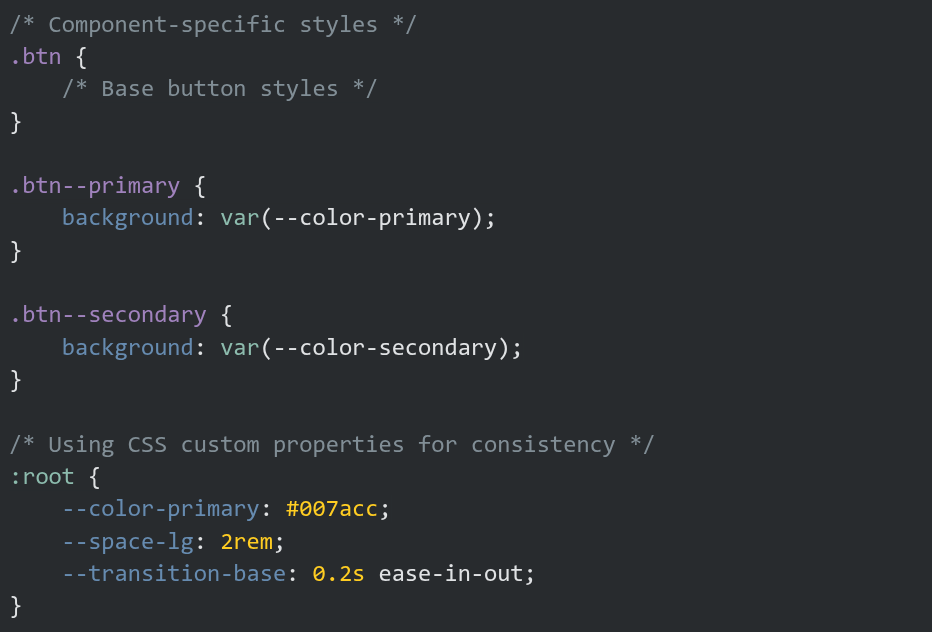 /* Component-specific styles */
.btn {
    /* Base button styles */
}

.btn--primary {
    background: var(--color-primary);
}

.btn--secondary {
    background: var(--color-secondary);
}

/* Using CSS custom properties for consistency */
:root {
    --color-primary: #007acc;
    --space-lg: 2rem;
    --transition-base: 0.2s ease-in-out;
}